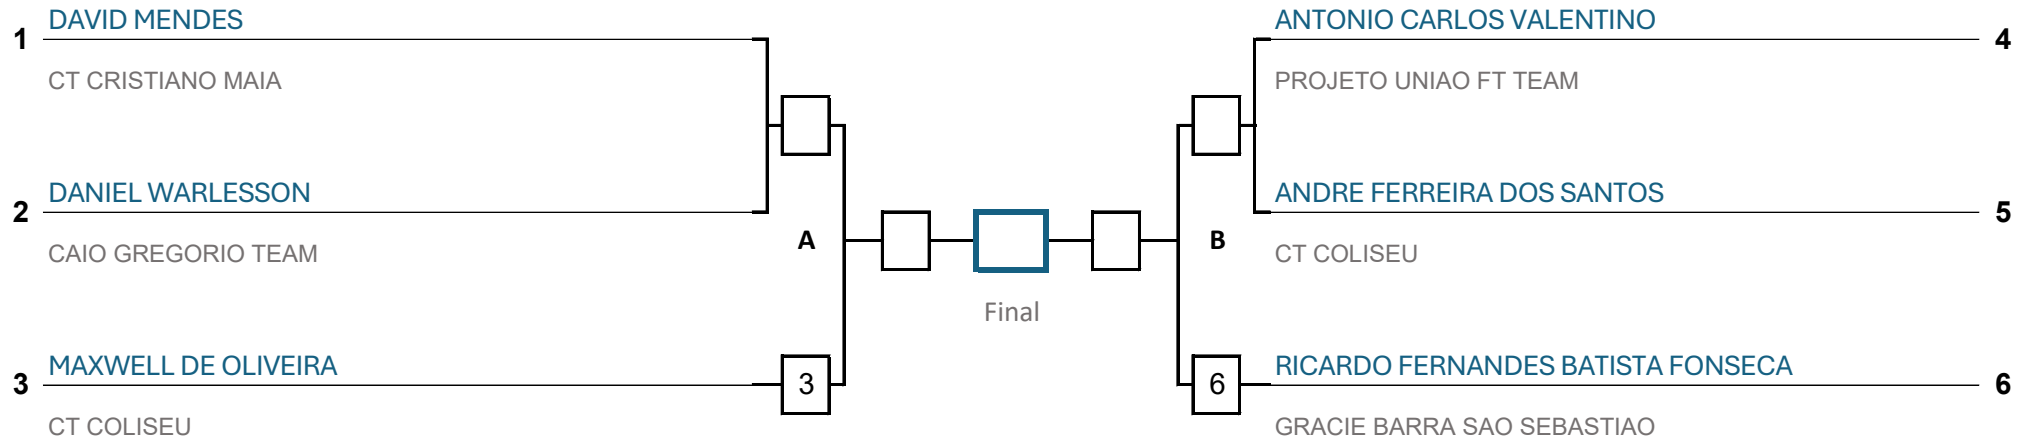 1
DAVID MENDES
CT CRISTIANO MAIA
2
DANIEL WARLESSON
CAIO GREGORIO TEAM
3
MAXWELL DE OLIVEIRA
CT COLISEU
3
A
Final
B
6
ANTONIO CARLOS VALENTINO
4
PROJETO UNIAO FT TEAM
ANDRE FERREIRA DOS SANTOS
5
CT COLISEU
RICARDO FERNANDES BATISTA FONSECA
6
GRACIE BARRA SAO SEBASTIAO